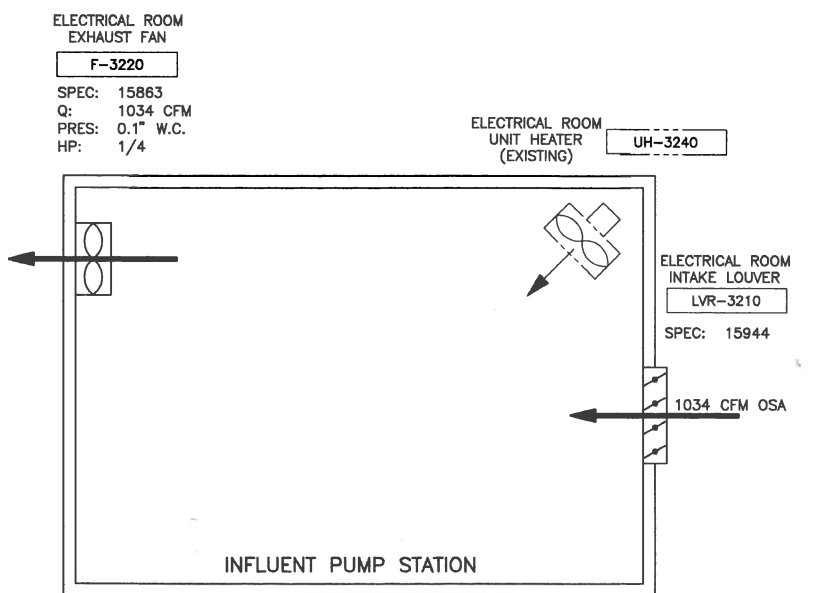 ELECTRICAL ROOM
EXHAUST FAN
F-3220
SPEC: 15863
Q: 1034 CFM
PRES: 0.1" W.C.
HP: 1/4
ELECTRICAL ROOM
UNIT HEATER
(EXISTING)
UH-3240
ELECTRICAL ROOM
INTAKE LOUVER
LVR-3210
SPEC: 15944
1034 CFM OSA
INFLUENT PUMP STATION